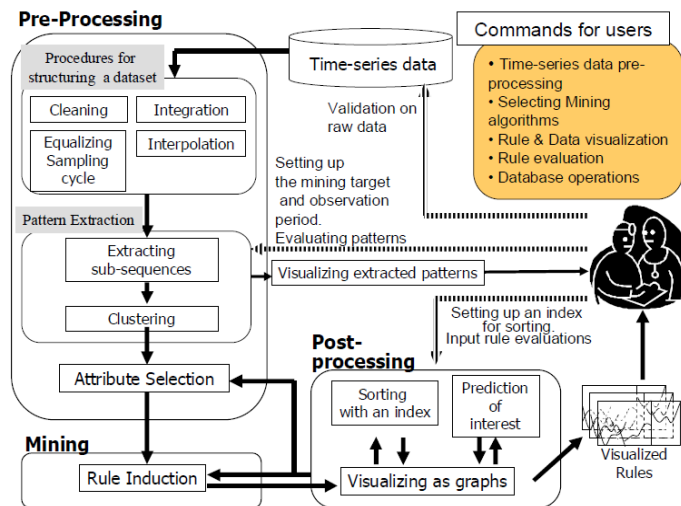 Pre-Processing
Procedures for
structuring a dataset
Cleaning
Integration
Equalizing
Sampling
cycle
Interpolation
Pattern Extraction
Extracting
sub-sequences
Clustering
Attribute Selection
Mining
Rule Induction
Time-series data
Validation on
raw data
Setting up
the mining target
and observation
period.
Evaluating patterns
Visualizing extracted patterns
Commands for users
• Time-series data pre-
processing
• Selecting Mining
algorithms
• Rule & Data visualization
• Rule evaluation
• Database operations
Setting up an index
for sorting.
Input rule evaluations
Post-
processing
Sorting
with an index
Prediction
of
interest
Visualizing as graphs
Visualized
Rules